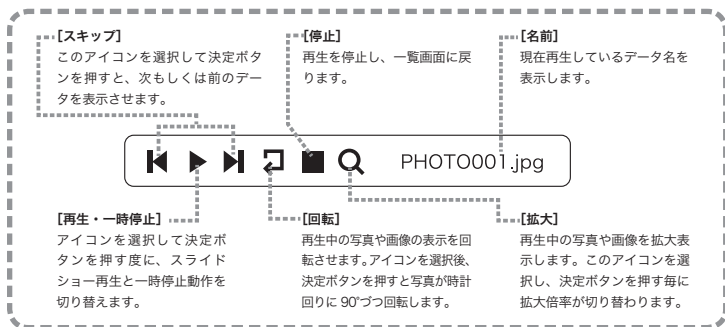 [スキップ]
このアイコンを選択して決定ボタ
ンを押すと、次もしくは前のデー
タを表示させます。
[停止]
再生を停止し、一覧画面に戻
ります。
[名前]
現在再生しているデータ名を
表示します。
PHOTO001.jpg
[再生・一時停止]
アイコンを選択して決定ボ
タンを押す度に、スライド
ショー再生と一時停止動作を
切り替えます。
[回転]
再生中の写真や画像の表示を回
転させます。アイコンを選択後、
決定ボタンを押すと写真が時計
回りに 90°づつ回転します。
[拡大]
再生中の写真や画像を拡大表
示します。このアイコンを選
択し、決定ボタンを押す毎に
拡大倍率が切り替わります。